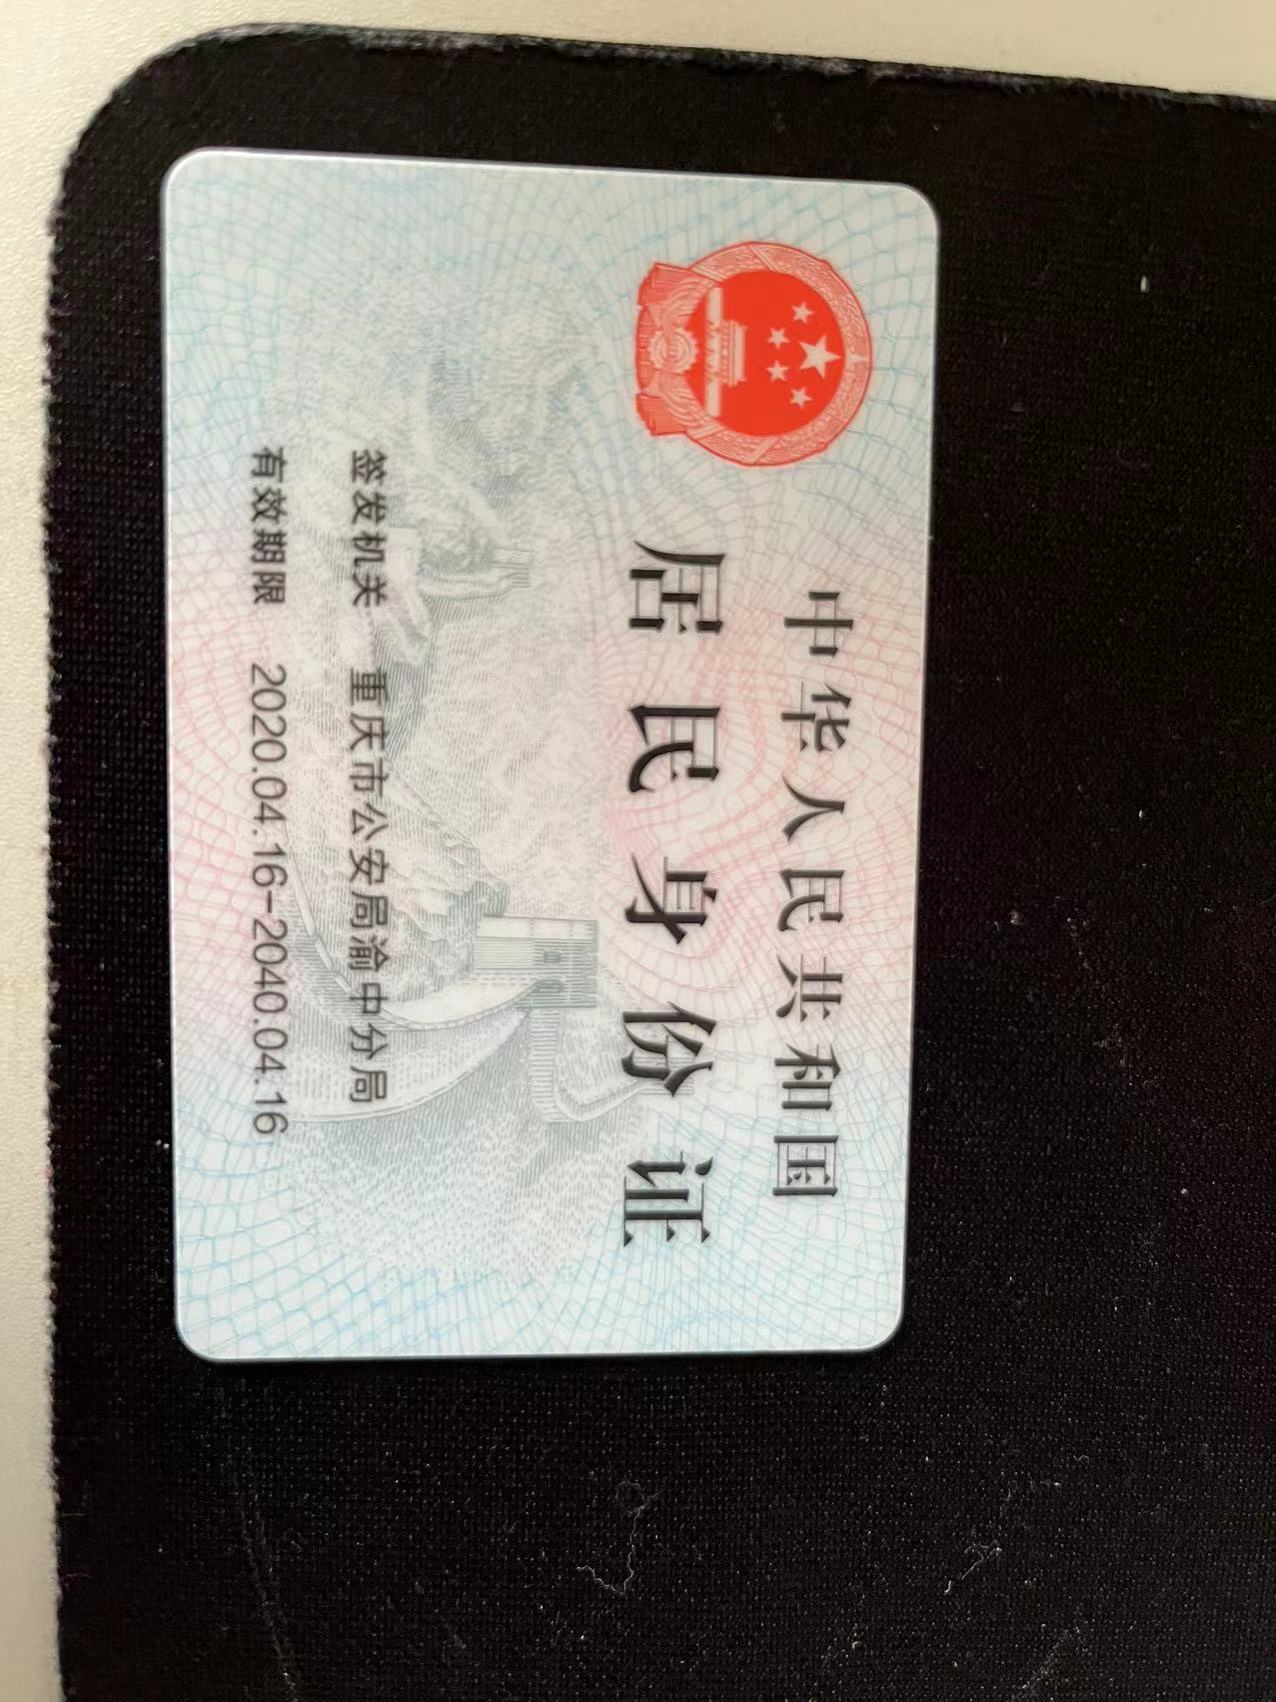 中华人民共和国
居民身份证
签发机关 重庆市公安局渝中分局
有效期限 2020.04.16-2040.04.16